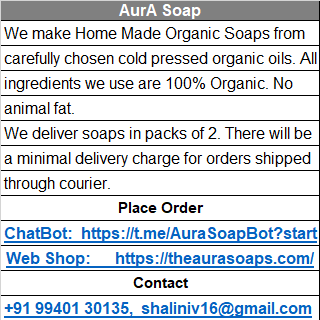 AurA Soap
We make Home Made Organic Soaps from
carefully chosen cold pressed organic oils. All
ingredients we use are 100% Organic. No
animal fat.
We deliver soaps in packs of 2. There will be
a minimal delivery charge for orders shipped
through courier.
Place Order
ChatBot:  https://t.me/AuraSoapBot?start
Web Shop:      https://theaurasoaps.com/
Contact
+91 99401 30135,  shaliniv16@gmail.com